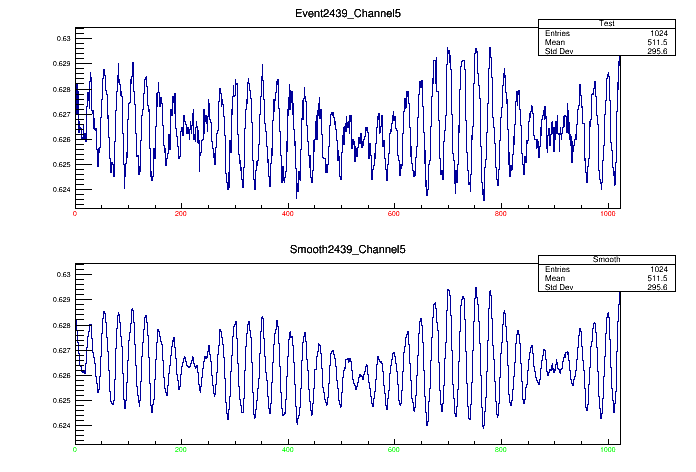 Event2439_Channel5
Test
Entries 1024
Mean 511.5
Std Dev 295.6
0.63
0.629
0.628
0.627
0.626
0.625
0.624
0 200 400 600 800 1000
Smooth2439_Channel5
Smooth
Entries 1024
Mean 511.5
Std Dev 295.6
0.63
0.629
0.628
0.627
0.626
0.625
0.624
0 200 400 600 800 1000